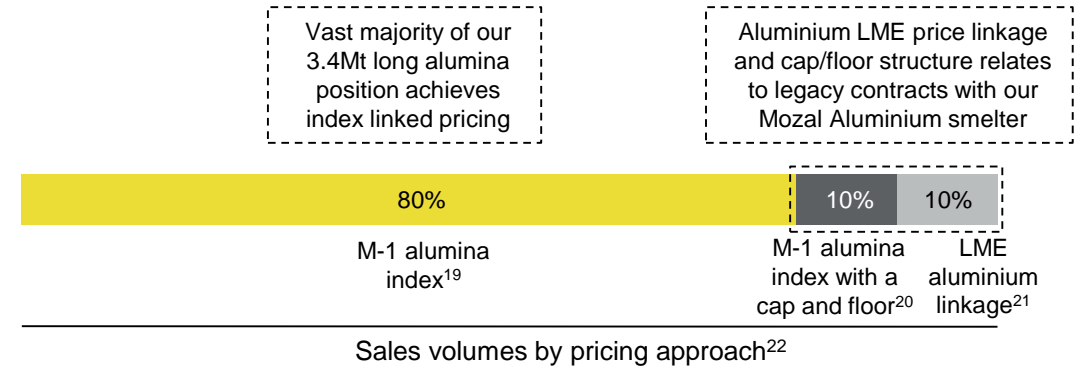 Vast majority of our
3.4Mt long alumina
position achieves
index linked pricing
Aluminium LME price linkage
and cap/floor structure relates
to legacy contracts with our
Mozal Aluminium smelter
80%
10%
10%
M-1 alumina
index19
M-1 alumina
index with a
cap and floor20
LME
aluminium
linkage21
Sales volumes by pricing approach22